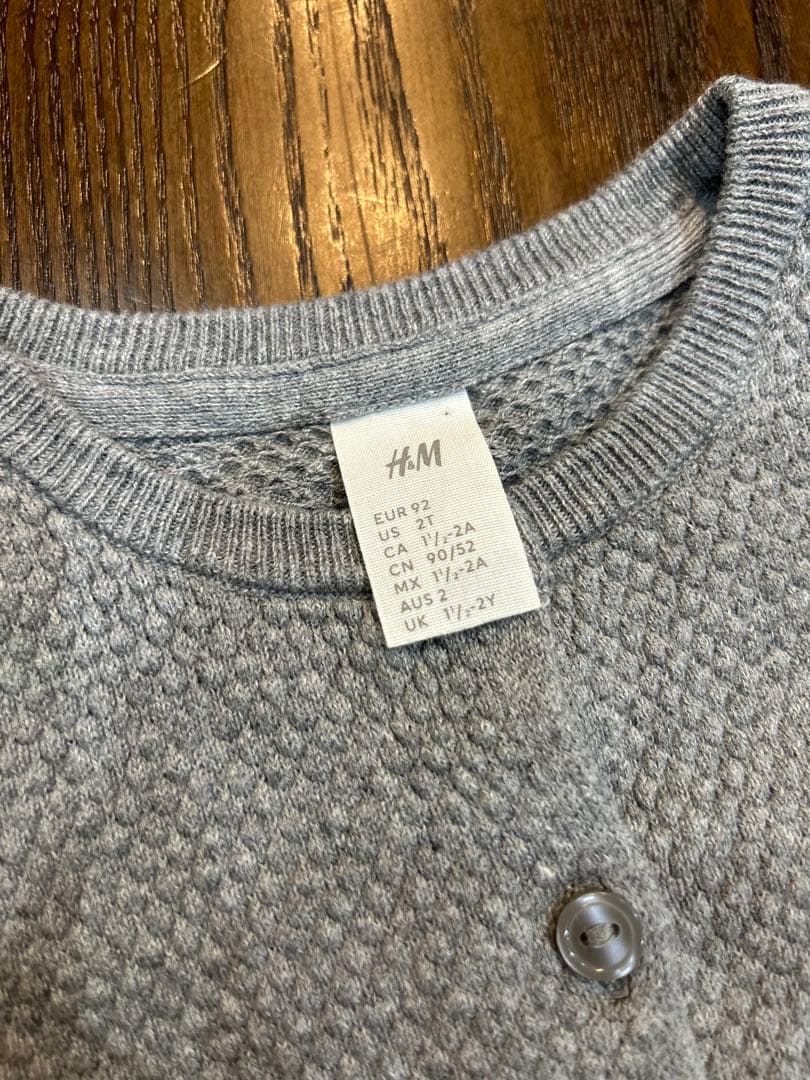 H&M
EUR 92
US 2T
CA 1½-2A
CN 90/52
MX 1½-2A
AUS 2
UK 1½-2Y